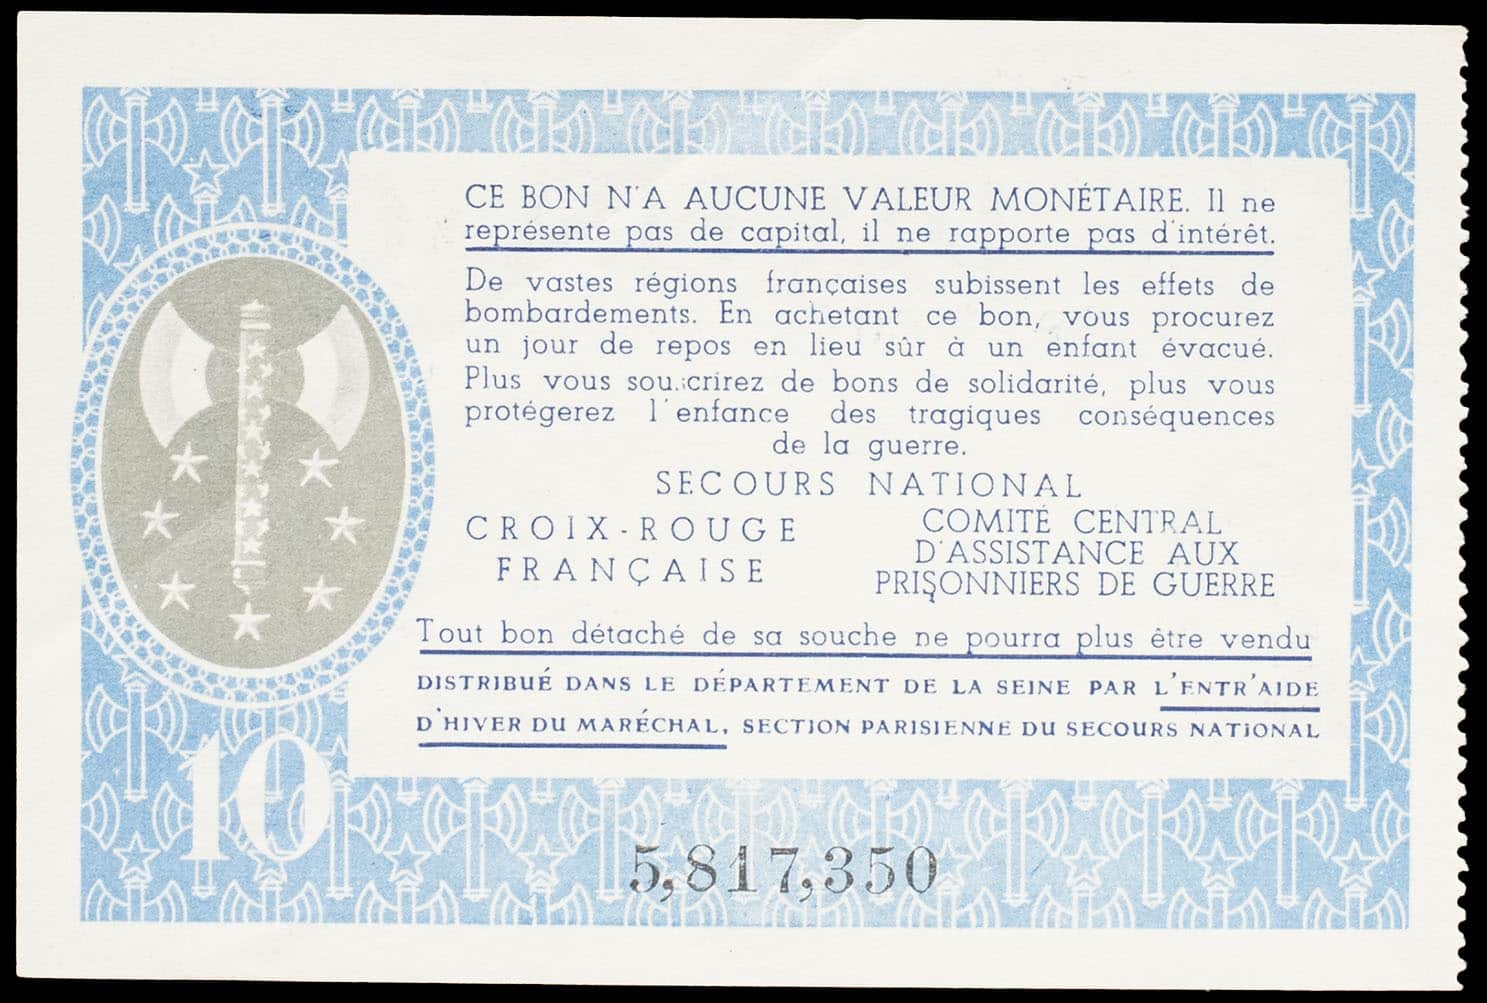 CE BON N'A AUCUNE VALEUR MONÉTAIRE. Il ne
représente pas de capital, il ne rapporte pas d'intérêt.
De vastes régions françaises subissent les effets de
bombardements. En achetant ce bon, vous procurez
un jour de repos en lieu sûr à un enfant évacué.
Plus vous souscrirez de bons de solidarité, plus vous
protégerez l'enfance des tragiques conséquences
de la guerre.
SECOURS NATIONAL
CROIX-ROUGE
FRANÇAISE
COMITÉ CENTRAL
D'ASSISTANCE AUX
PRISONNIERS DE GUERRE
Tout bon détaché de sa souche ne pourra plus être vendu
DISTRIBUÉ DANS LE DÉPARTEMENT DE LA SEINE PAR L'ENTR'AIDE
D'HIVER DU MARÉCHAL, SECTION PARISIENNE DU SECOURS NATIONAL
10
5,817,350